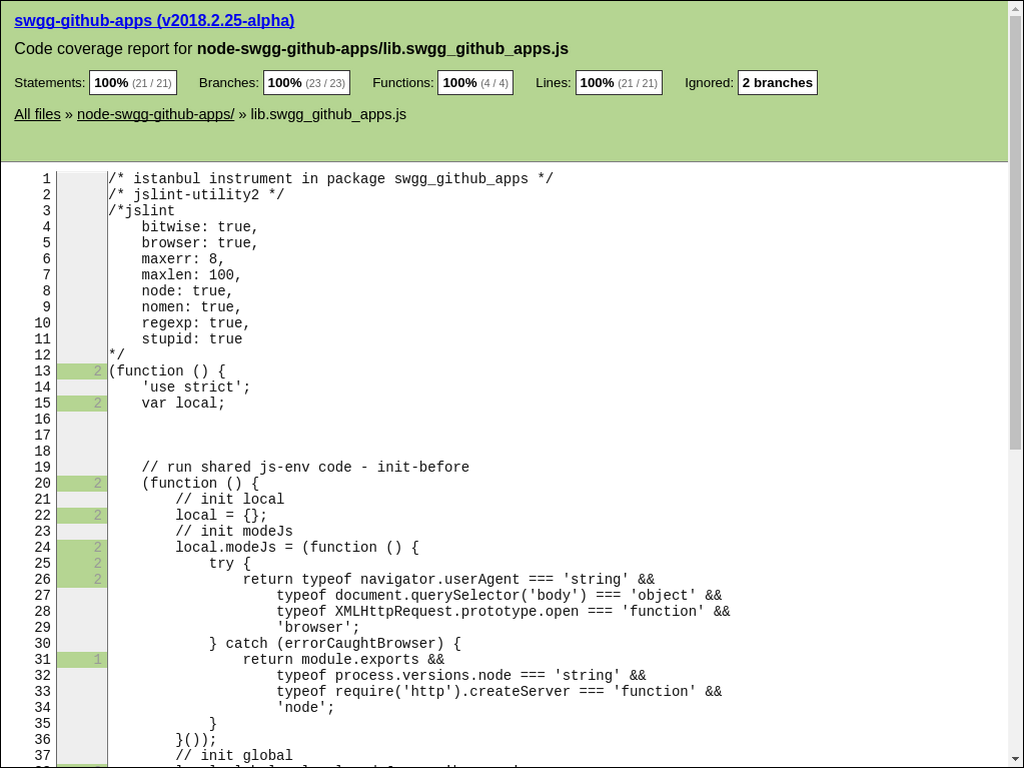 swgg-github-apps (v2018.2.25-alpha)
Code coverage report for node-swgg-github-apps/lib.swgg_github_apps.js
Statements: 100% (21 / 21) Branches: 100% (23 / 23) Functions: 100% (4 / 4) Lines: 100% (21 / 21) Ignored: 2 branches
All files » node-swgg-github-apps/ » lib.swgg_github_apps.js
1 /* istanbul instrument in package swgg_github_apps */
2 /* jslint-utility2 */
3 /*jslint
4     bitwise: true,
5     browser: true,
6     maxerr: 8,
7     maxlen: 100,
8     node: true,
9     nomen: true,
10     regexp: true,
11     stupid: true
12 */
13 2 (function () {
14     'use strict';
15 2     var local;
16
17
18
19     // run shared js-env code - init-before
20 2     (function () {
21         // init local
22 2         local = {};
23         // init modeJs
24 2         local.modeJs = (function () {
25 2             try {
26 2                 return typeof navigator.userAgent === 'string' &&
27                     typeof document.querySelector('body') === 'object' &&
28                     typeof XMLHttpRequest.prototype.open === 'function' &&
29                     'browser';
30             } catch (errorCaughtBrowser) {
31 1                 return module.exports &&
32                     typeof process.versions.node === 'string' &&
33                     typeof require('http').createServer === 'function' &&
34                     'node';
35             }
36         }());
37         // init global